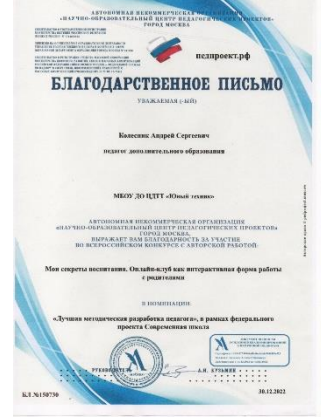 АВТОНОМНАЯ НЕКОММЕРЧЕСКАЯ ОРГАНИЗАЦИЯ
«НАУЧНО-ОБРАЗОВАТЕЛЬНЫЙ ЦЕНТР ПЕДАГОГИЧЕСКИХ ПРОЕКТОВ»
ГОРОД МОСКВА
педпроект.рф
БЛАГОДАРСТВЕННОЕ ПИСЬМО
УВАЖАЕМАЯ (-ЫЙ)
Колесник Андрей Сергеевич
педагог дополнительного образования
МБОУ ДО ЦДТТ «Юный техник»
АВТОНОМНАЯ НЕКОММЕРЧЕСКАЯ ОРГАНИЗАЦИЯ
«НАУЧНО-ОБРАЗОВАТЕЛЬНЫЙ ЦЕНТР ПЕДАГОГИЧЕСКИХ ПРОЕКТОВ»
ГОРОД МОСКВА,
ВЫРАЖАЕТ ВАМ БЛАГОДАРНОСТЬ ЗА УЧАСТИЕ
ВО ВСЕРОССИЙСКОМ КОНКУРСЕ С АВТОРСКОЙ РАБОТОЙ:
Мои секреты воспитания. Онлайн-клуб как интерактивная форма работы
с родителями
В НОМИНАЦИИ
«Лучшая методическая разработка педагога», в рамках федерального
проекта Современная школа
РУКОВОДИТЕЛЬ
А.И. КУЗЬМИН
БЛ №150730
30.12.2022